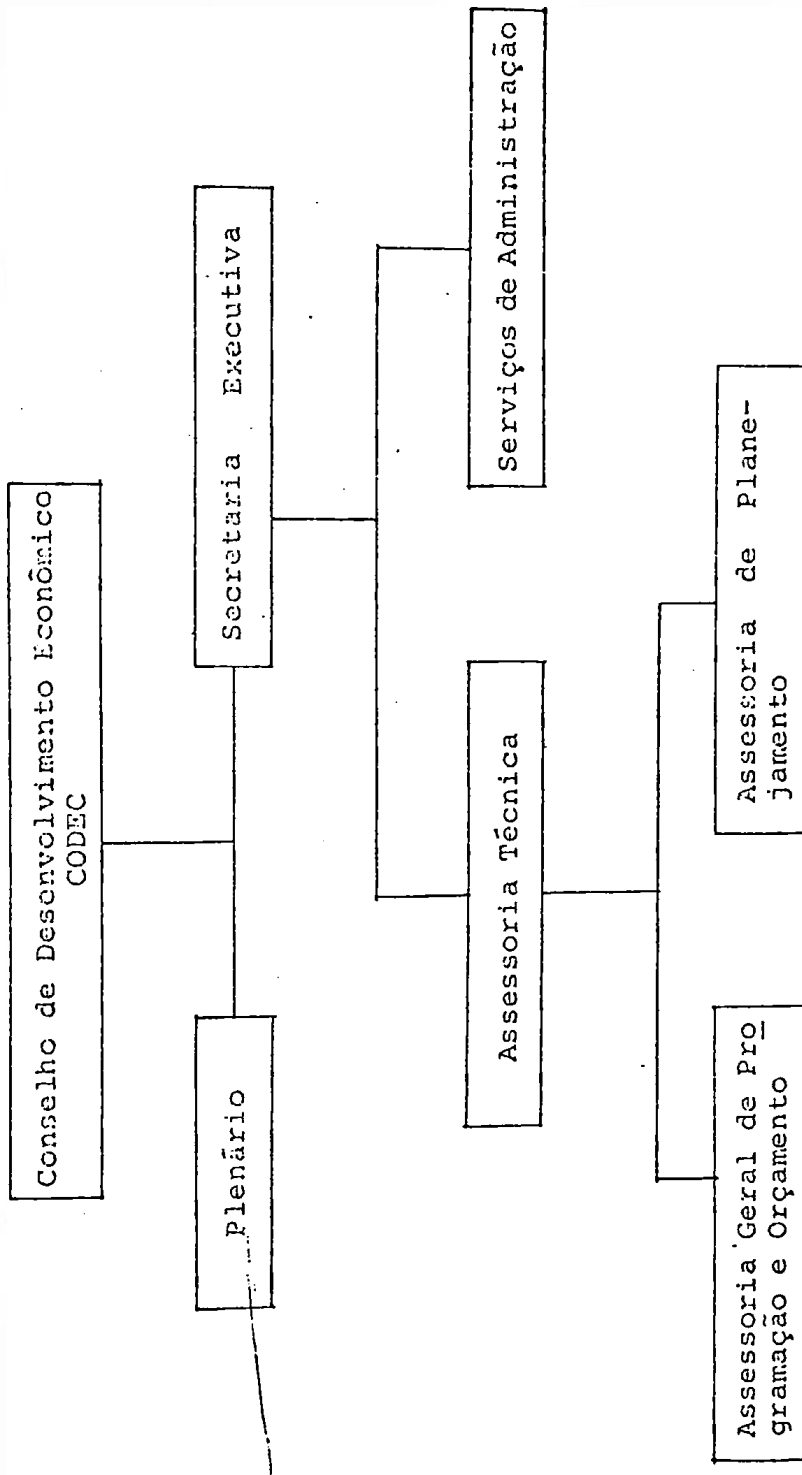 Conselho de Desenvolvimento Econômico
CODEC
Plenário
Secretaria Executiva
Assessoria Técnica
Serviços de Administração
Assessoria Geral de Pro
gramação e Orçamento
Assessoria de Plane-
jamento